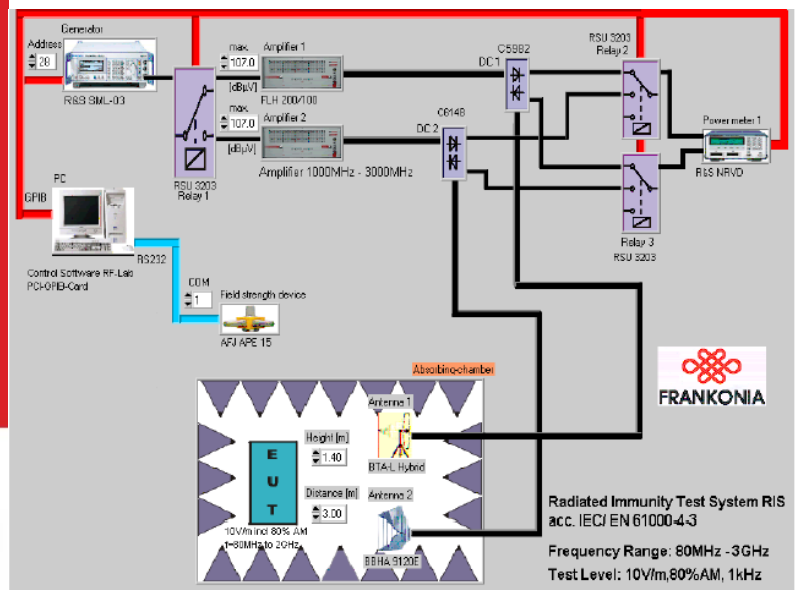 Generator
Address
28
R&S SML-03
max.
107.0
[dBµV]
Amplifier 1
FLH 200/100
max.
107.0
[dBµV]
Amplifier 2
Amplifier 1000MHz - 3000MHz
RSU 3203
Relay 1
C5982
DC 1
C6148
DC 2
RSU 3203
Relay 2
Power meter 1
R&S NRVD
Relay 3
RSU 3203
PC
GPIB
RS232
Control Software RF-Lab
PCI-GPIB-Card
COM
1
Field strength device
AFJ APE 15
Absorbing-chamber
Antenna 1
BTA-L Hybrid
Height [m]
1.40
E
U
T
Distance [m]
3.00
Antenna 2
BBHA 9120E
10V/m incl 80% AM
f=80MHz to 2GHz
FRANKONIA
Radiated Immunity Test System RIS
acc. IEC/ EN 61000-4-3
Frequency Range: 80MHz -3GHz
Test Level: 10V/m,80%AM, 1kHz